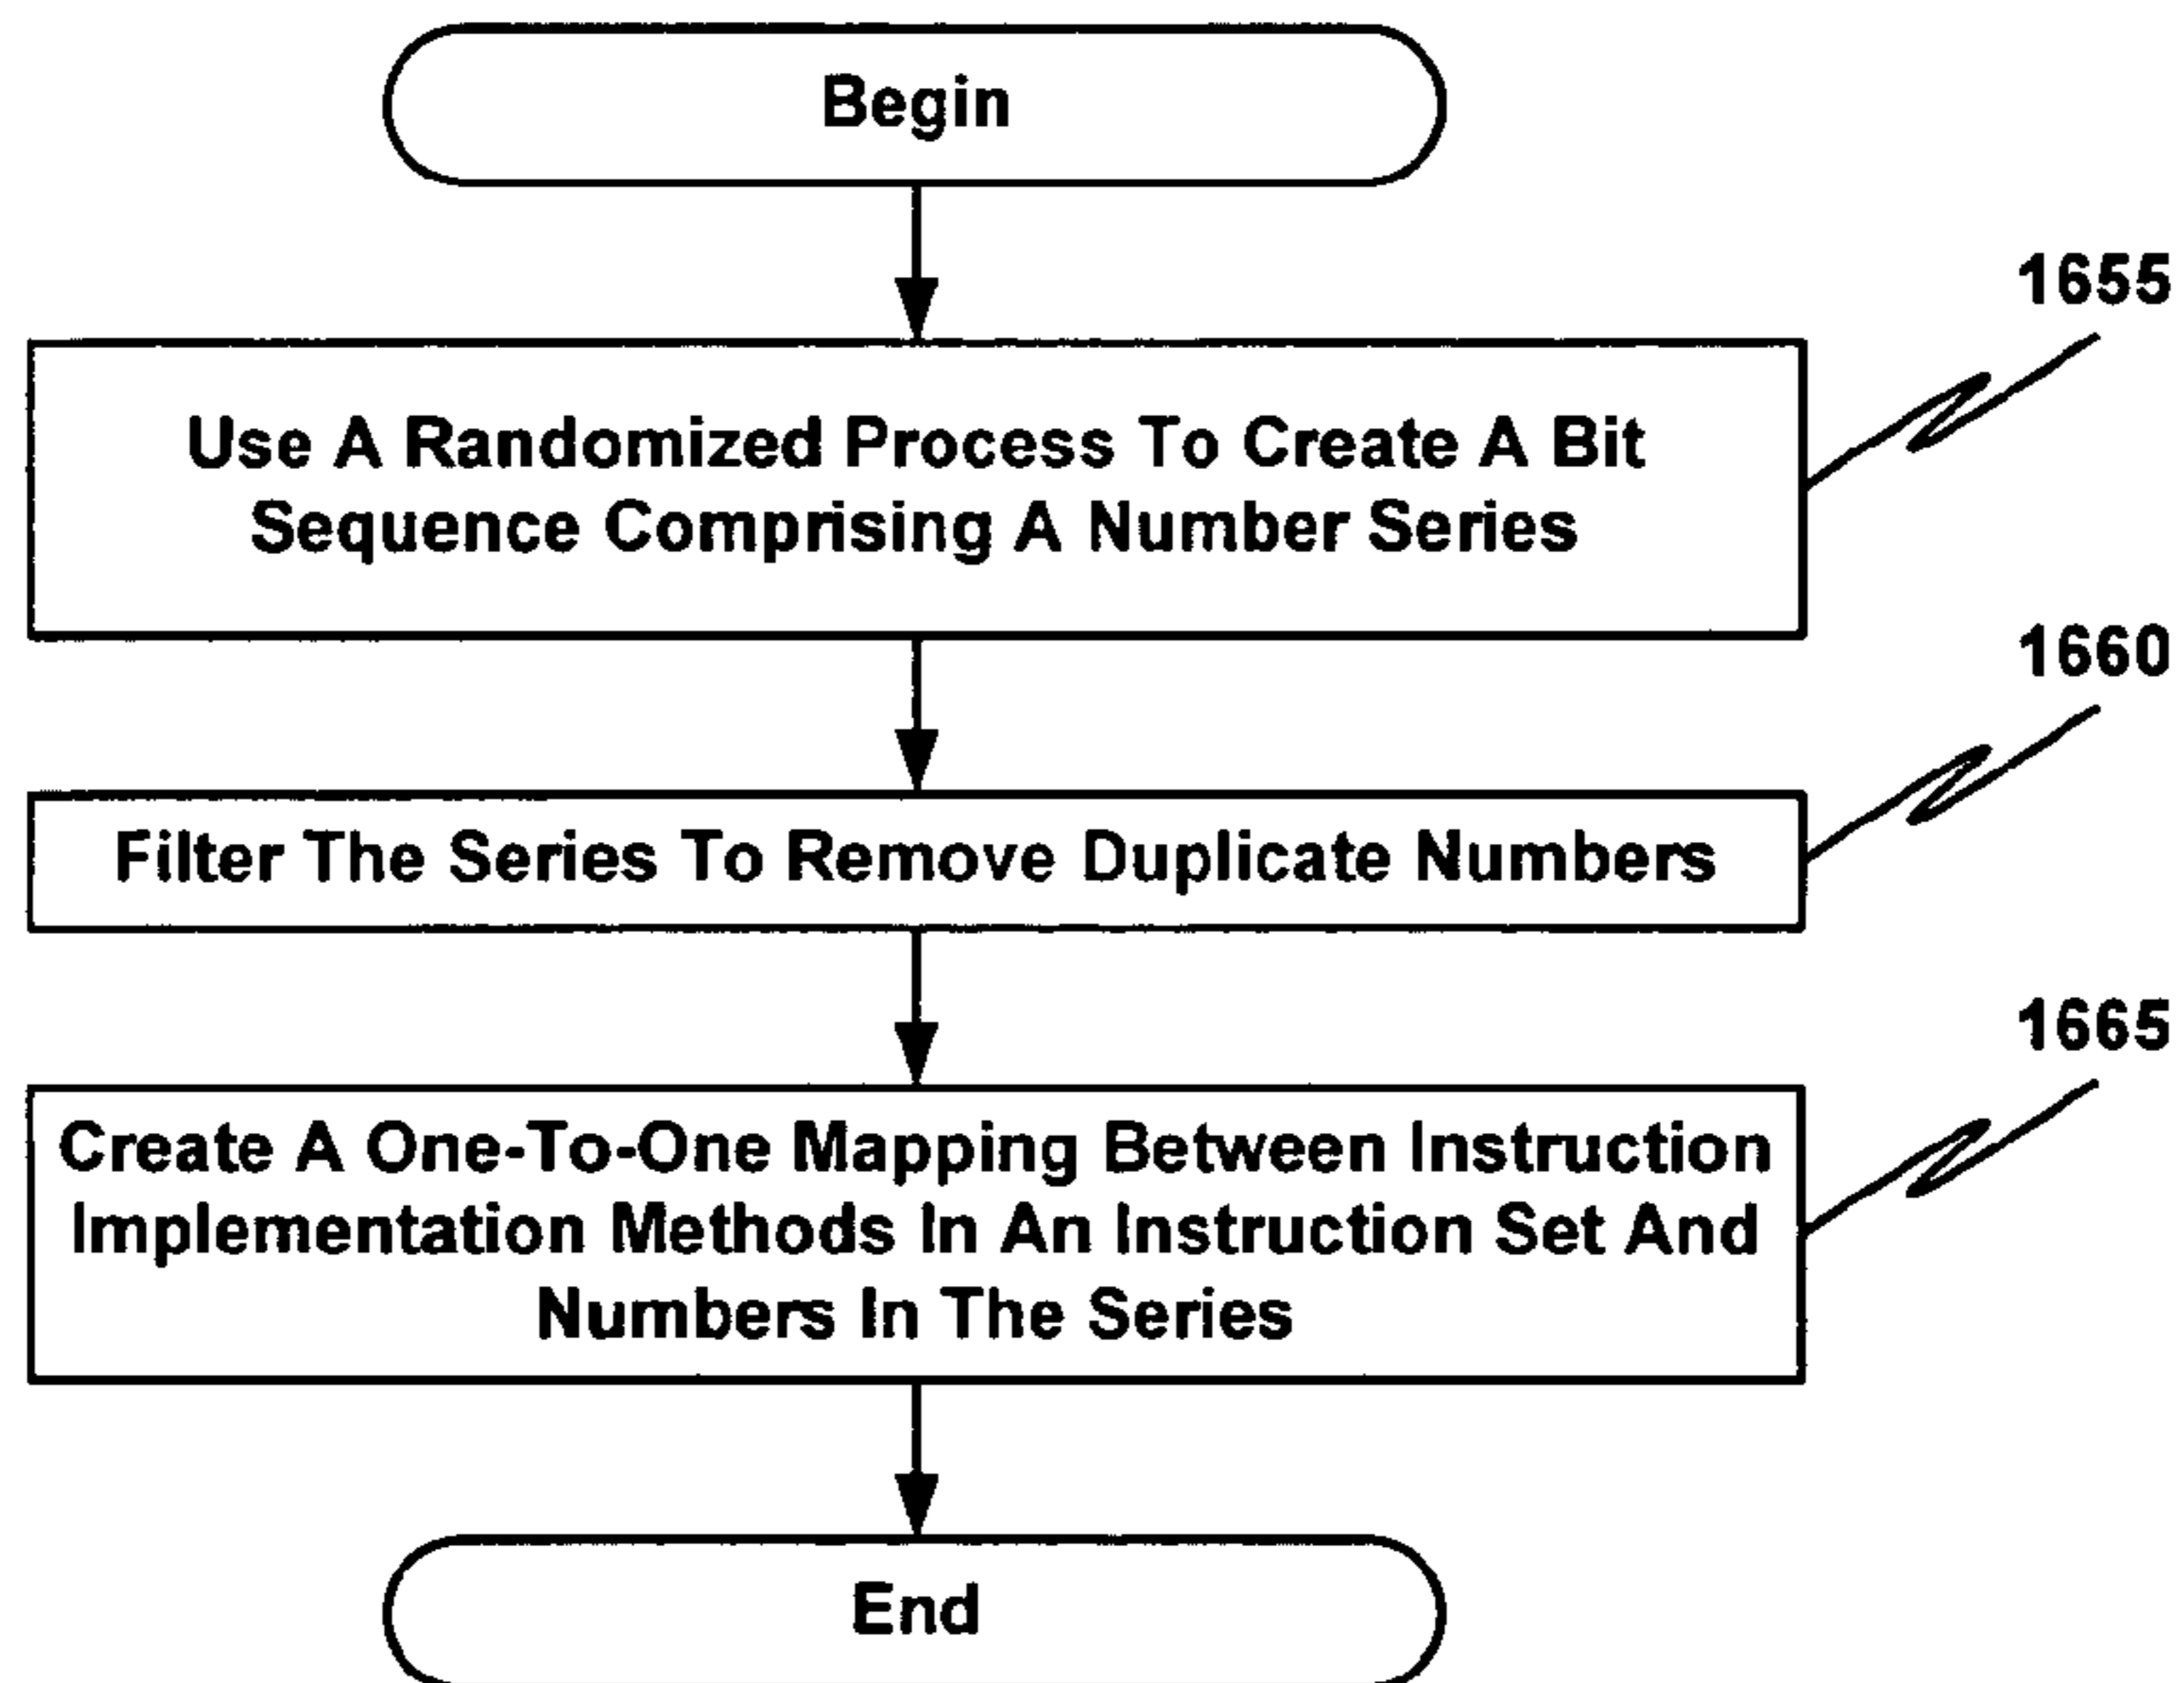 Begin
1655
Use A Randomized Process To Create A Bit
Sequence Comprising A Number Series
1660
Filter The Series To Remove Duplicate Numbers
1665
Create A One-To-One Mapping Between Instruction
Implementation Methods In An Instruction Set And
Numbers In The Series
End